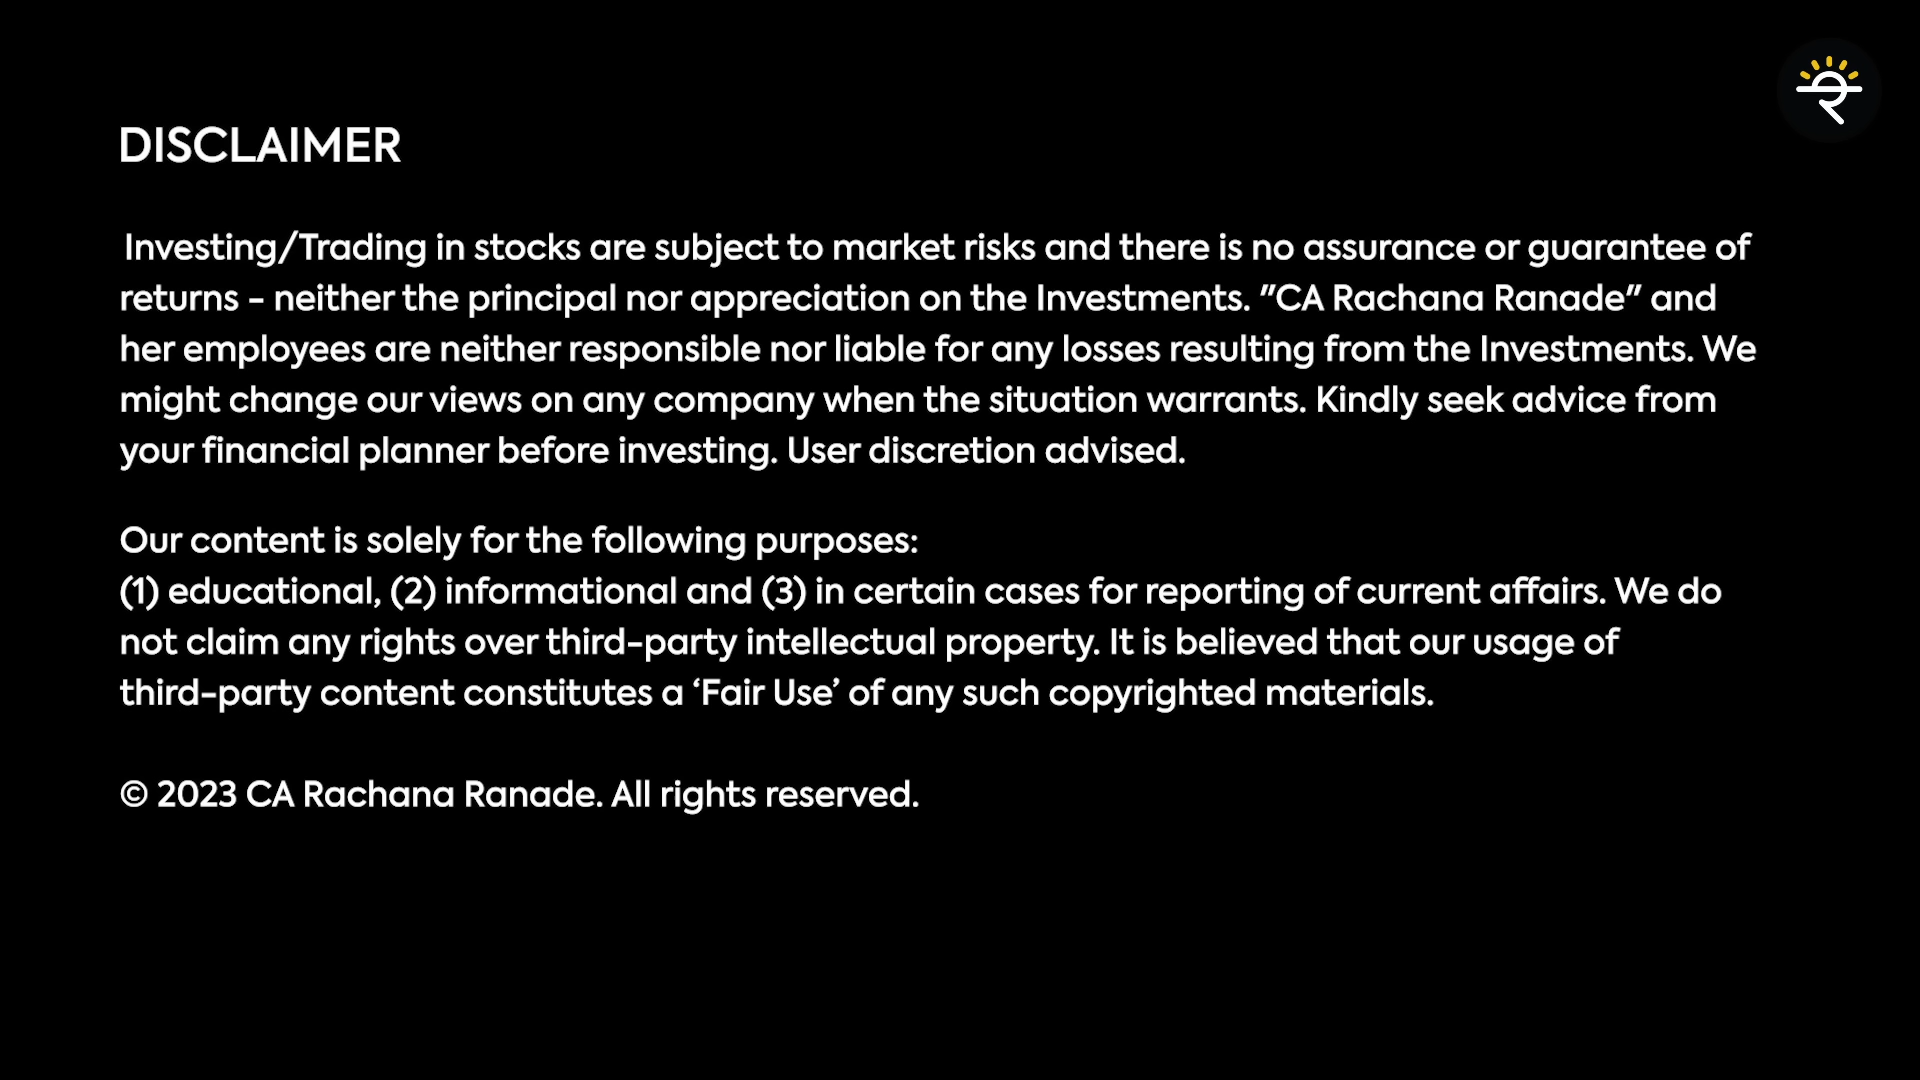 DISCLAIMER
Investing/Trading in stocks are subject to market risks and there is no assurance or guarantee of
returns - neither the principal nor appreciation on the Investments. "CA Rachana Ranade" and
her employees are neither responsible nor liable for any losses resulting from the Investments. We
might change our views on any company when the situation warrants. Kindly seek advice from
your financial planner before investing. User discretion advised.
Our content is solely for the following purposes:
(1) educational, (2) informational and (3) in certain cases for reporting of current affairs. We do
not claim any rights over third-party intellectual property. It is believed that our usage of
third-party content constitutes a ‘Fair Use’ of any such copyrighted materials.
© 2023 CA Rachana Ranade. All rights reserved.